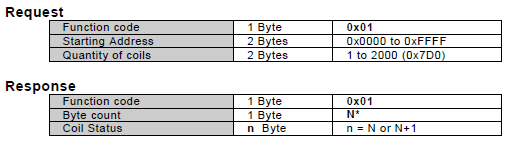 Request
Function code 1 Byte 0x01
Starting Address 2 Bytes 0x0000 to 0xFFFF
Quantity of coils 2 Bytes 1 to 2000 (0x7D0)
Response
Function code 1 Byte 0x01
Byte count 1 Byte N*
Coil Status n Byte n = N or N+1